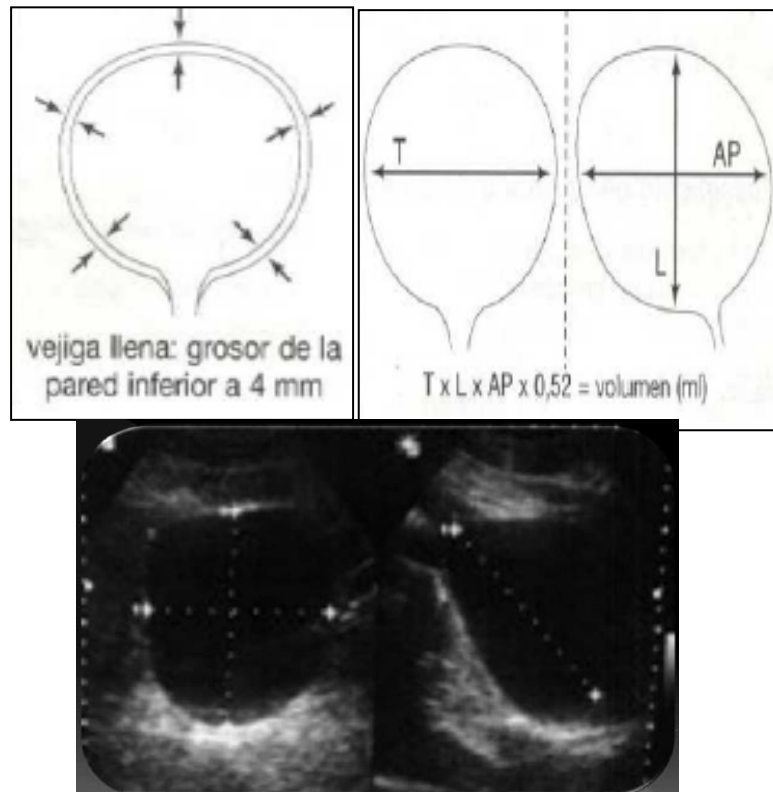 vejiga llena: grosor de la
pared inferior a 4 mm
T
AP
L
T x L x AP x 0,52 = volumen (ml)